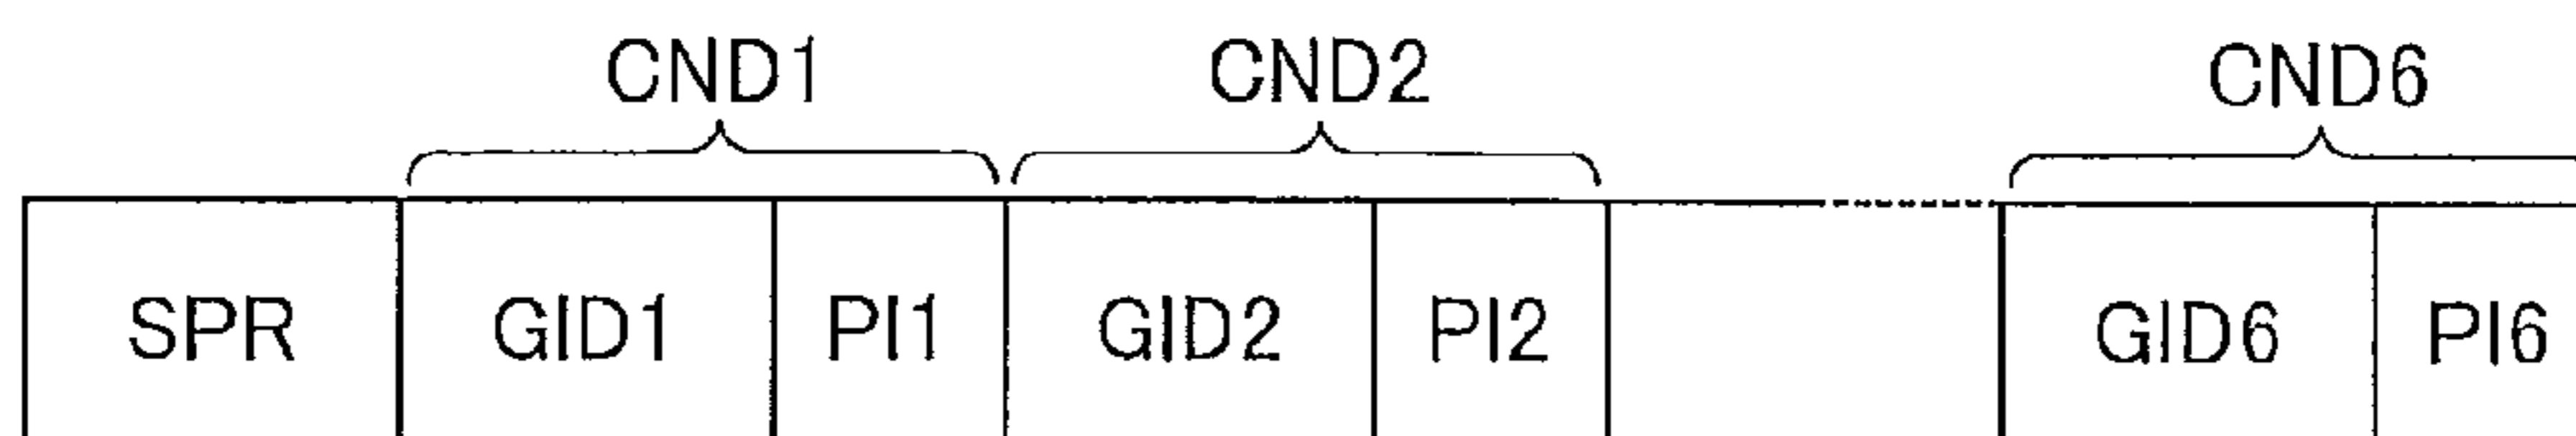 CND1 CND2 CND6
SPR GID1 PI1 GID2 PI2 GID6 PI6